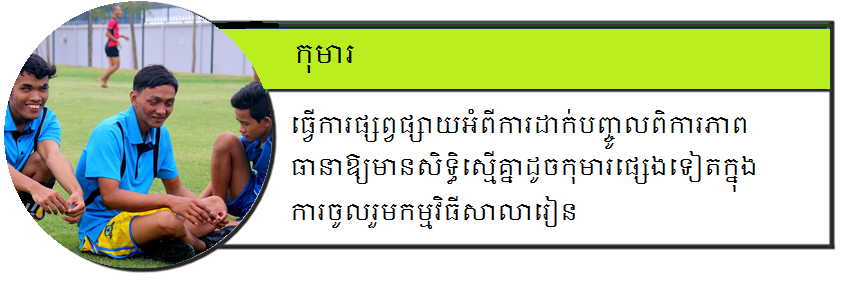 កុមារ
ធ្វើការផ្សព្វផ្សាយអំពីការដាក់បញ្ចូលពិការភាព
ធានាឱ្យមានសិទ្ធិស្មើគ្នាដូចកុមារផ្សេងទៀតក្នុង
ការចូលរួមកម្មវិធីសាលារៀន